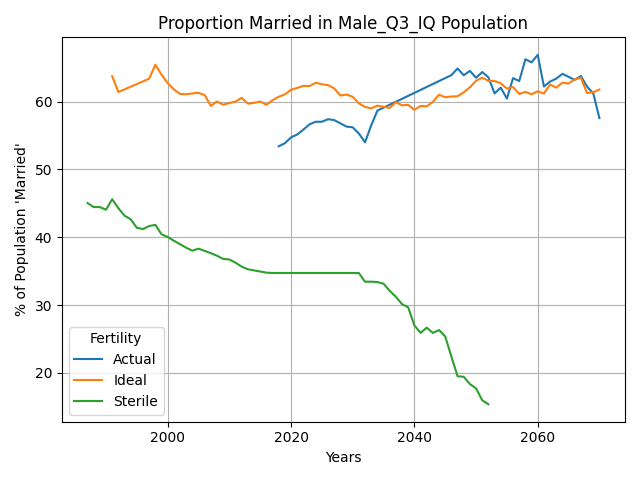 Proportion Married in Male_Q3_IQ Population
% of Population 'Married'
60
50
40
30
20
Fertility
Actual
Ideal
Sterile
2000 2020 2040 2060
Years